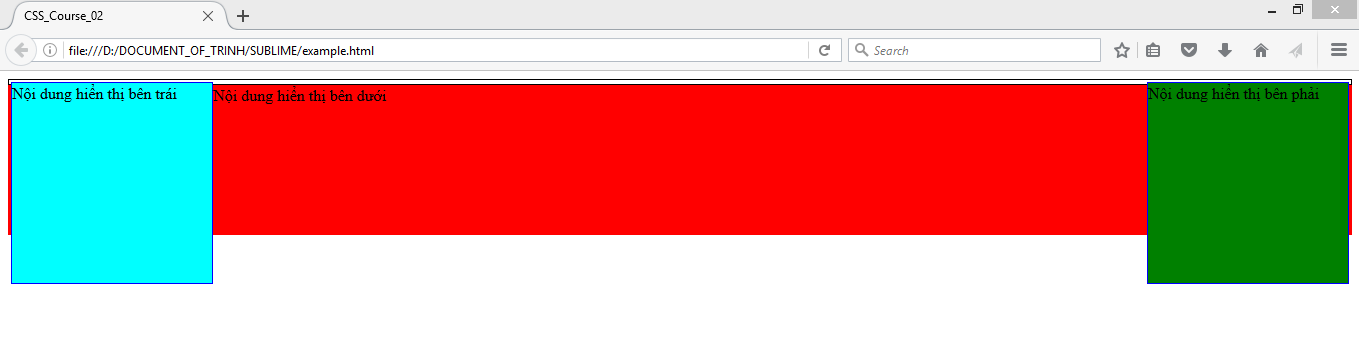 CSS_Course_02
file:///D:/DOCUMENT_OF_TRINH/SUBLIME/example.html
Search
Nội dung hiển thị bên trái
Nội dung hiển thị bên dưới
Nội dung hiển thị bên phải